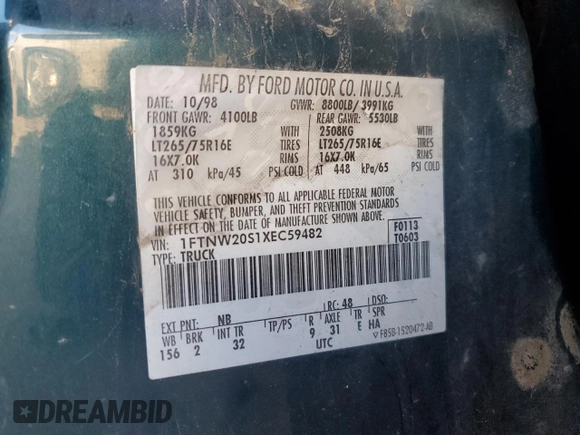 MFD. BY FORD MOTOR CO. IN U.S.A.
DATE: 10/98 GVWR: 8800LB/ 3991KG
FRONT GAWR: 4100LB REAR GAWR: 5530LB
1859KG WITH 2508KG WITH
LT265/75R16E TIRES LT265/75R16E TIRES
16X7.0K RIMS 16X7.0K RIMS
AT 310 kPa/45 PSI COLD AT 448 kPa/65 PSI COLD
THIS VEHICLE CONFORMS TO ALL APPLICABLE FEDERAL MOTOR
VEHICLE SAFETY, BUMPER, AND THEFT PREVENTION STANDARDS IN
EFFECT ON THE DATE OF MANUFACTURE SHOWN ABOVE.
VIN: 1FTNW20S1XEC59482 F0113
TYPE: TRUCK T0603
EXT PNT: NB RC: 48 DSO:
WB BRK INT TR TP/PS R AXLE TR SPR
156 2 32 9 31 E HA
UTC F85B-1520472-AB
DREAMBID